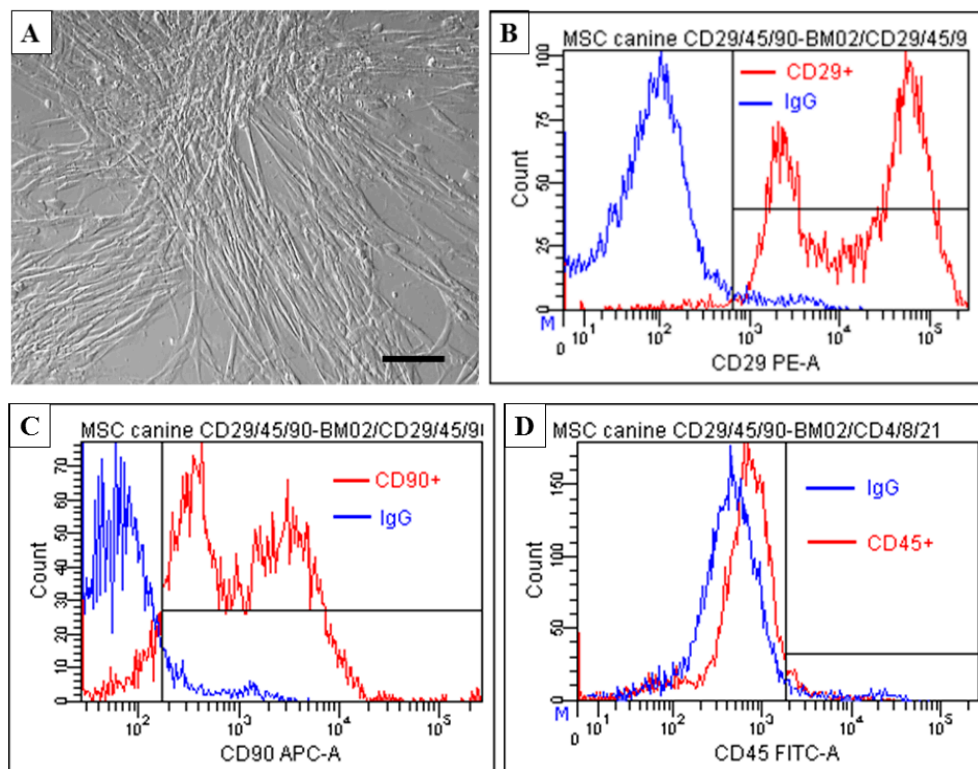 A
B
MSC canine CD29/45/90-BM02/CD29/45/9
CD29+
IgG
Count
100
75
50
25
0
M
0 10¹ 10² 10³ 10⁴ 10⁵
CD29 PE-A
C
MSC canine CD29/45/90-BM02/CD29/45/9
CD90+
IgG
Count
70
60
50
40
30
20
10
0
10² 10³ 10⁴ 10⁵
CD90 APC-A
D
MSC canine CD29/45/90-BM02/CD4/8/21
IgG
CD45+
Count
150
100
50
0
M
0 10¹ 10² 10³ 10⁴ 10⁵
CD45 FITC-A